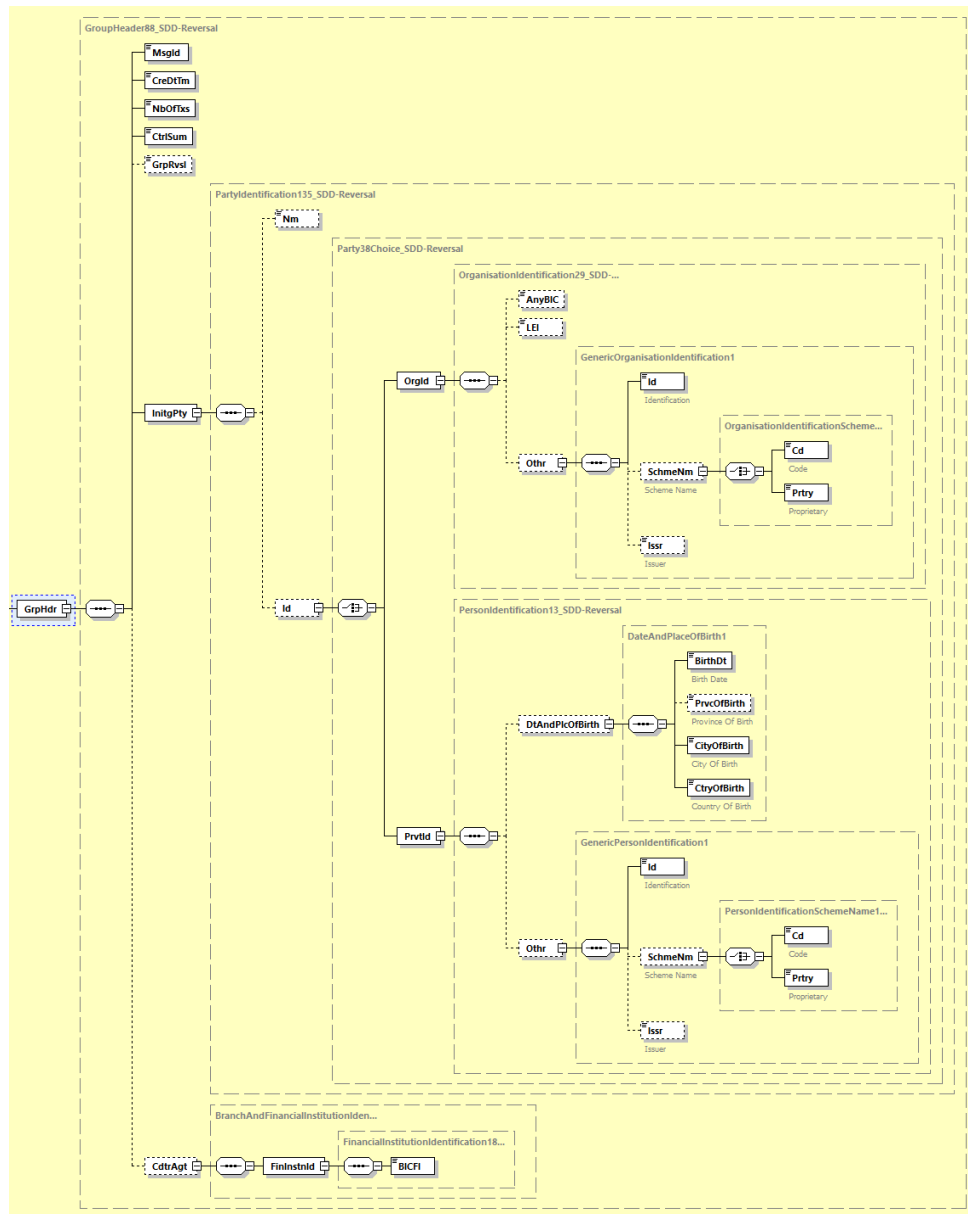 GroupHeader88_SDD-Reversal
MsgId
CreDtTm
NbOfTxs
CtrlSum
GrpRvsl
PartyIdentification135_SDD-Reversal
Nm
Party38Choice_SDD-Reversal
OrganisationIdentification29_SDD-...
AnyBIC
LEI
GenericOrganisationIdentification1
OrgId
Id
Identification
InitgPty
OrganisationIdentificationScheme...
Cd
Code
Othr
SchmeNm
Scheme Name
Prtry
Proprietary
Issr
Issuer
GrpHdr
Id
PersonIdentification13_SDD-Reversal
DateAndPlaceOfBirth1
BirthDt
Birth Date
PrvcOfBirth
Province Of Birth
DtAndPlcOfBirth
CityOfBirth
City Of Birth
CtryOfBirth
Country Of Birth
PrvtId
GenericPersonIdentification1
Id
Identification
PersonIdentificationSchemeName1...
Cd
Code
Othr
SchmeNm
Scheme Name
Prtry
Proprietary
Issr
Issuer
BranchAndFinancialInstitutionIden...
FinancialInstitutionIdentification18...
CdtrAgt
FinInstnId
BICFI